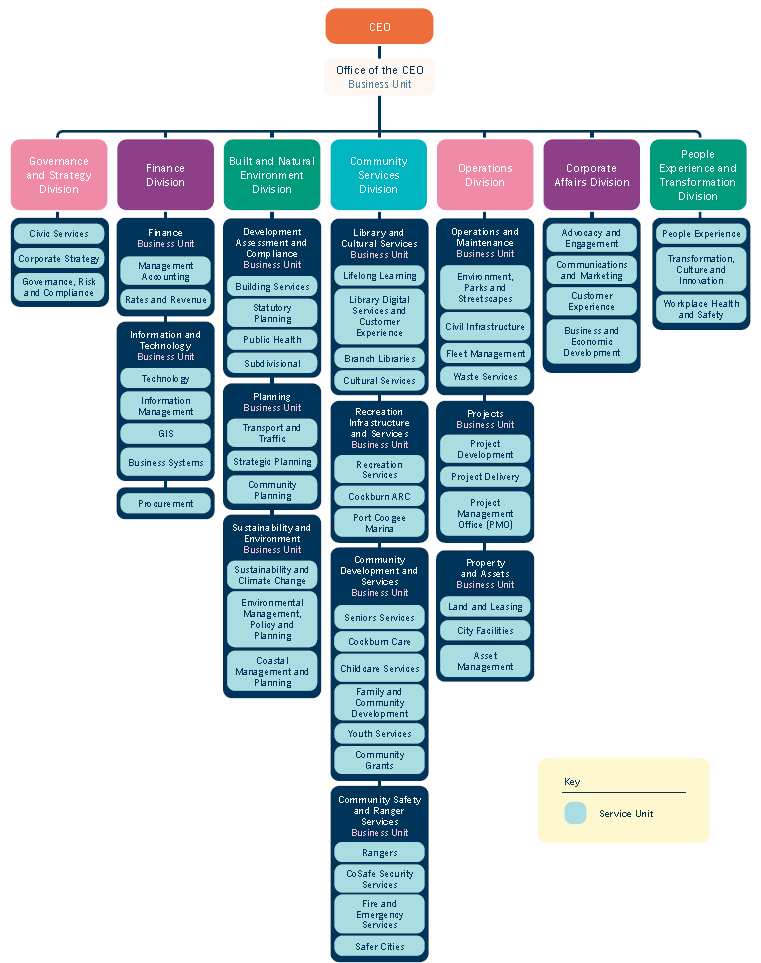 CEO
Office of the CEO
Business Unit
Governance
and Strategy
Division
Civic Services
Corporate Strategy
Governance, Risk
and Compliance
Finance
Division
Finance
Business Unit
Management
Accounting
Rates and Revenue
Information and
Technology
Business Unit
Technology
Information
Management
GIS
Business Systems
Procurement
Built and Natural
Environment
Division
Development
Assessment and
Compliance
Business Unit
Building Services
Statutory
Planning
Public Health
Subdivisional
Planning
Business Unit
Transport and
Traffic
Strategic Planning
Community
Planning
Sustainability and
Environment
Business Unit
Sustainability and
Climate Change
Environmental
Management,
Policy and
Planning
Coastal
Management and
Planning
Community
Services
Division
Library and
Cultural Services
Business Unit
Lifelong Learning
Library Digital
Services and
Customer
Experience
Branch Libraries
Cultural Services
Recreation
Infrastructure
and Services
Business Unit
Recreation
Services
Cockburn ARC
Port Coogee
Marina
Community
Development and
Services
Business Unit
Seniors Services
Cockburn Care
Childcare Services
Family and
Community
Development
Youth Services
Community
Grants
Community Safety
and Ranger
Services
Business Unit
Rangers
CoSafe Security
Services
Fire and
Emergency
Services
Safer Cities
Operations
Division
Operations and
Maintenance
Business Unit
Environment,
Parks and
Streetscapes
Civil Infrastructure
Fleet Management
Waste Services
Projects
Business Unit
Project
Development
Project Delivery
Project
Management
Office (PMO)
Property
and Assets
Business Unit
Land and Leasing
City Facilities
Asset
Management
Corporate
Affairs Division
Advocacy and
Engagement
Communications
and Marketing
Customer
Experience
Business and
Economic
Development
People
Experience and
Transformation
Division
People Experience
Transformation,
Culture and
Innovation
Workplace Health
and Safety
Key
Service Unit